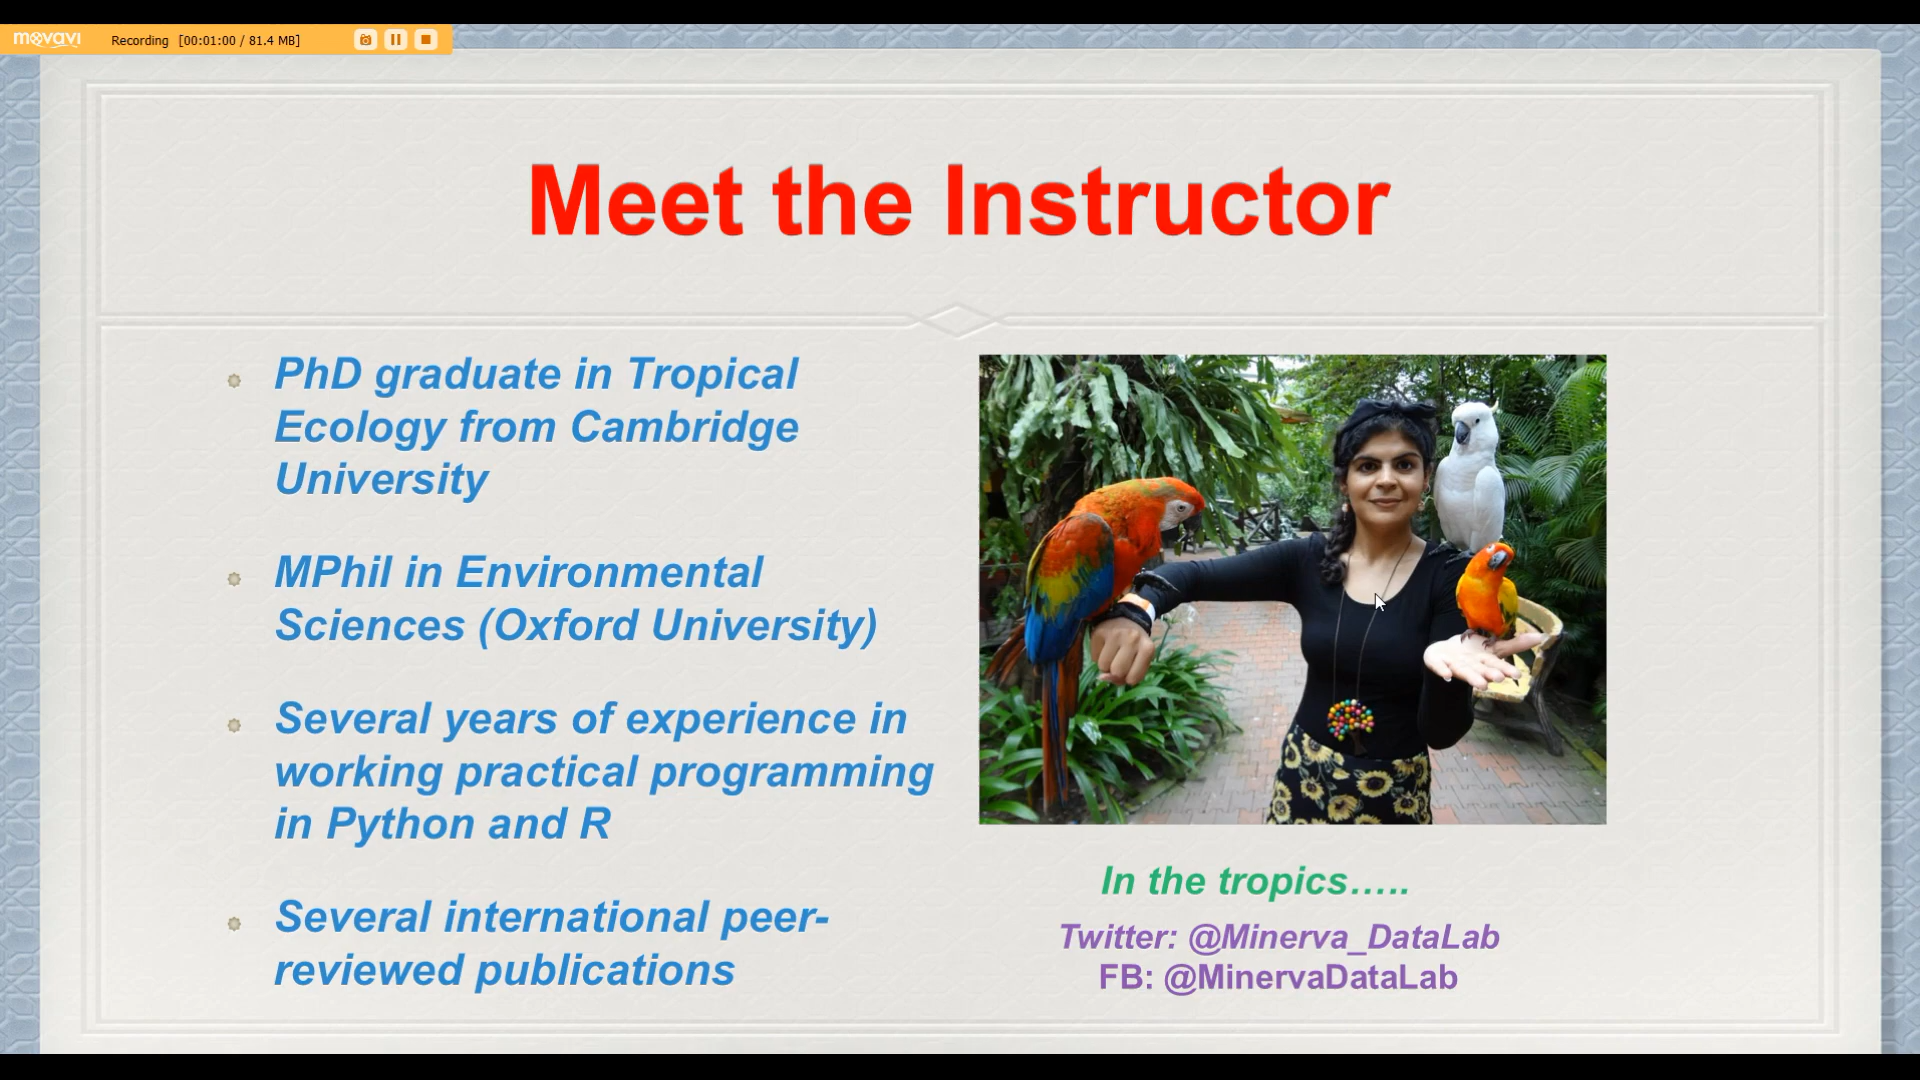 movavi
Recording [00:01:00 / 81.4 MB]
Meet the Instructor
PhD graduate in Tropical
Ecology from Cambridge
University
MPhil in Environmental
Sciences (Oxford University)
Several years of experience in
working practical programming
in Python and R
Several international peer-
reviewed publications
In the tropics…..
Twitter: @Minerva_DataLab
FB: @MinervaDataLab